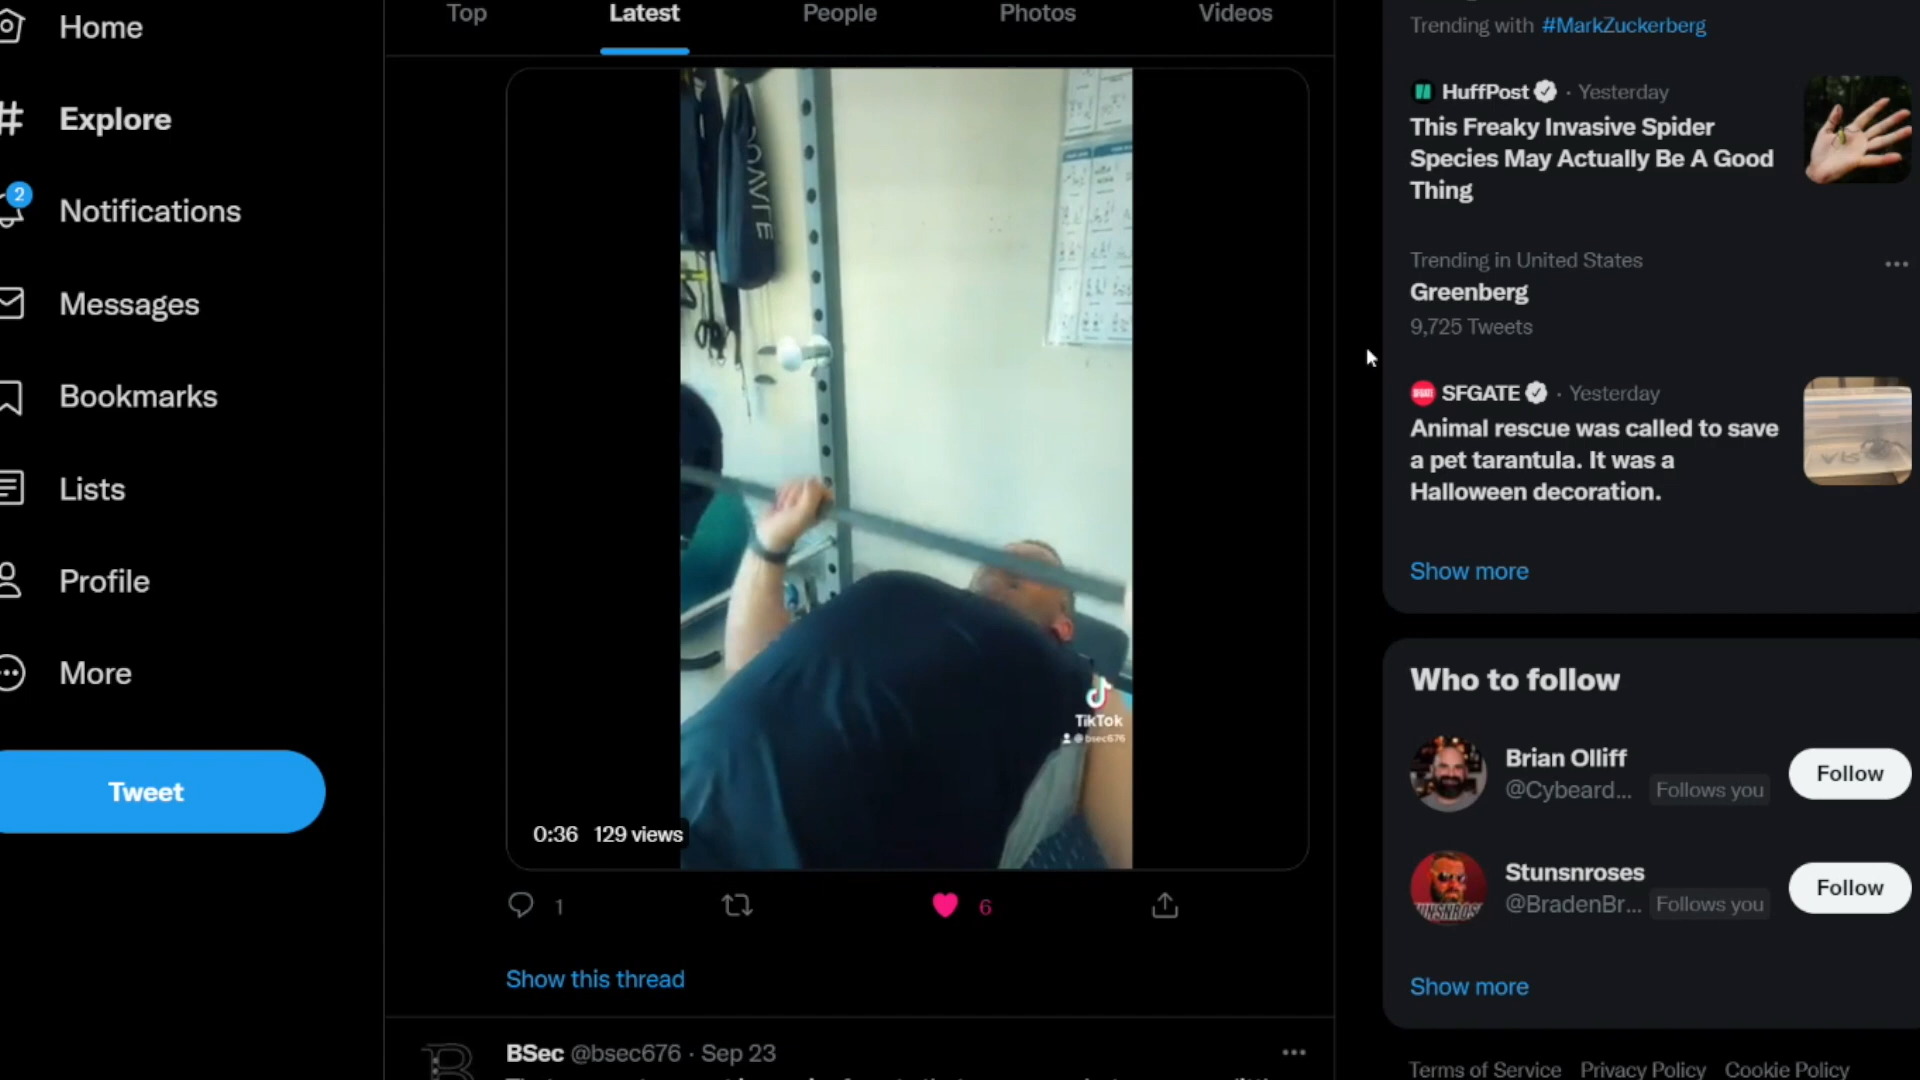 Home
Explore
2
Notifications
Messages
Bookmarks
Lists
Profile
More
Tweet
Top
Latest
People
Photos
Videos
TikTok
@bsec676
0:36 129 views
1
6
Show this thread
BSec @bsec676 · Sep 23
Trending with #MarkZuckerberg
HuffPost · Yesterday
This Freaky Invasive Spider
Species May Actually Be A Good
Thing
Trending in United States
Greenberg
9,725 Tweets
SFGATE · Yesterday
Animal rescue was called to save
a pet tarantula. It was a
Halloween decoration.
Show more
Who to follow
Brian Olliff
@Cybeard... Follows you
Follow
Stunsnroses
@BradenBr... Follows you
Follow
Show more
Terms of Service Privacy Policy Cookie Policy